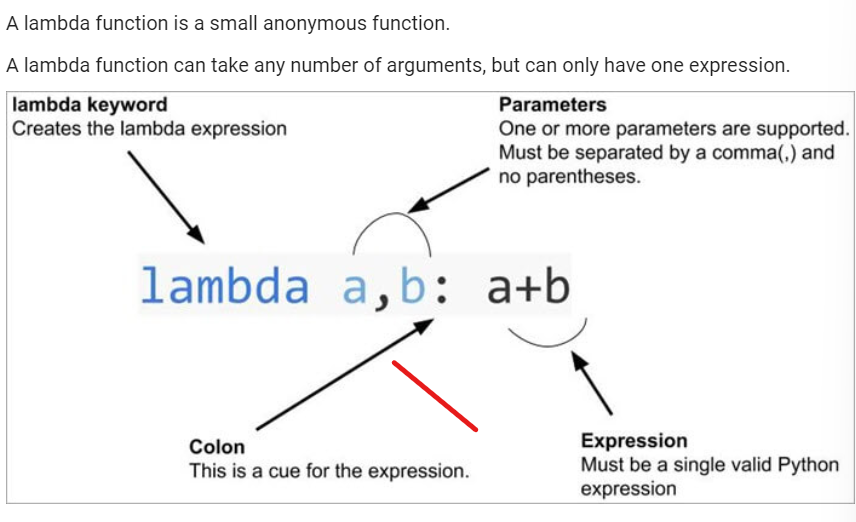 A lambda function is a small anonymous function.
A lambda function can take any number of arguments, but can only have one expression.
lambda keyword
Creates the lambda expression
Parameters
One or more parameters are supported.
Must be separated by a comma(,) and
no parentheses.
lambda a,b: a+b
Colon
This is a cue for the expression.
Expression
Must be a single valid Python
expression